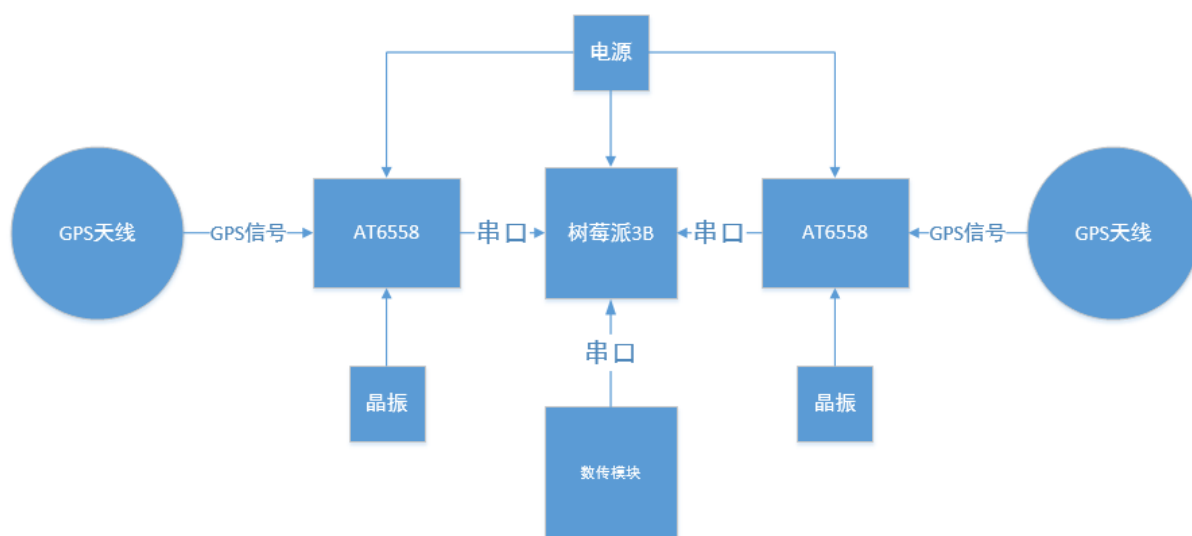 电源
GPS天线
GPS信号
AT6558
串口
树莓派3B
串口
AT6558
GPS信号
GPS天线
串口
晶振
晶振
数传模块